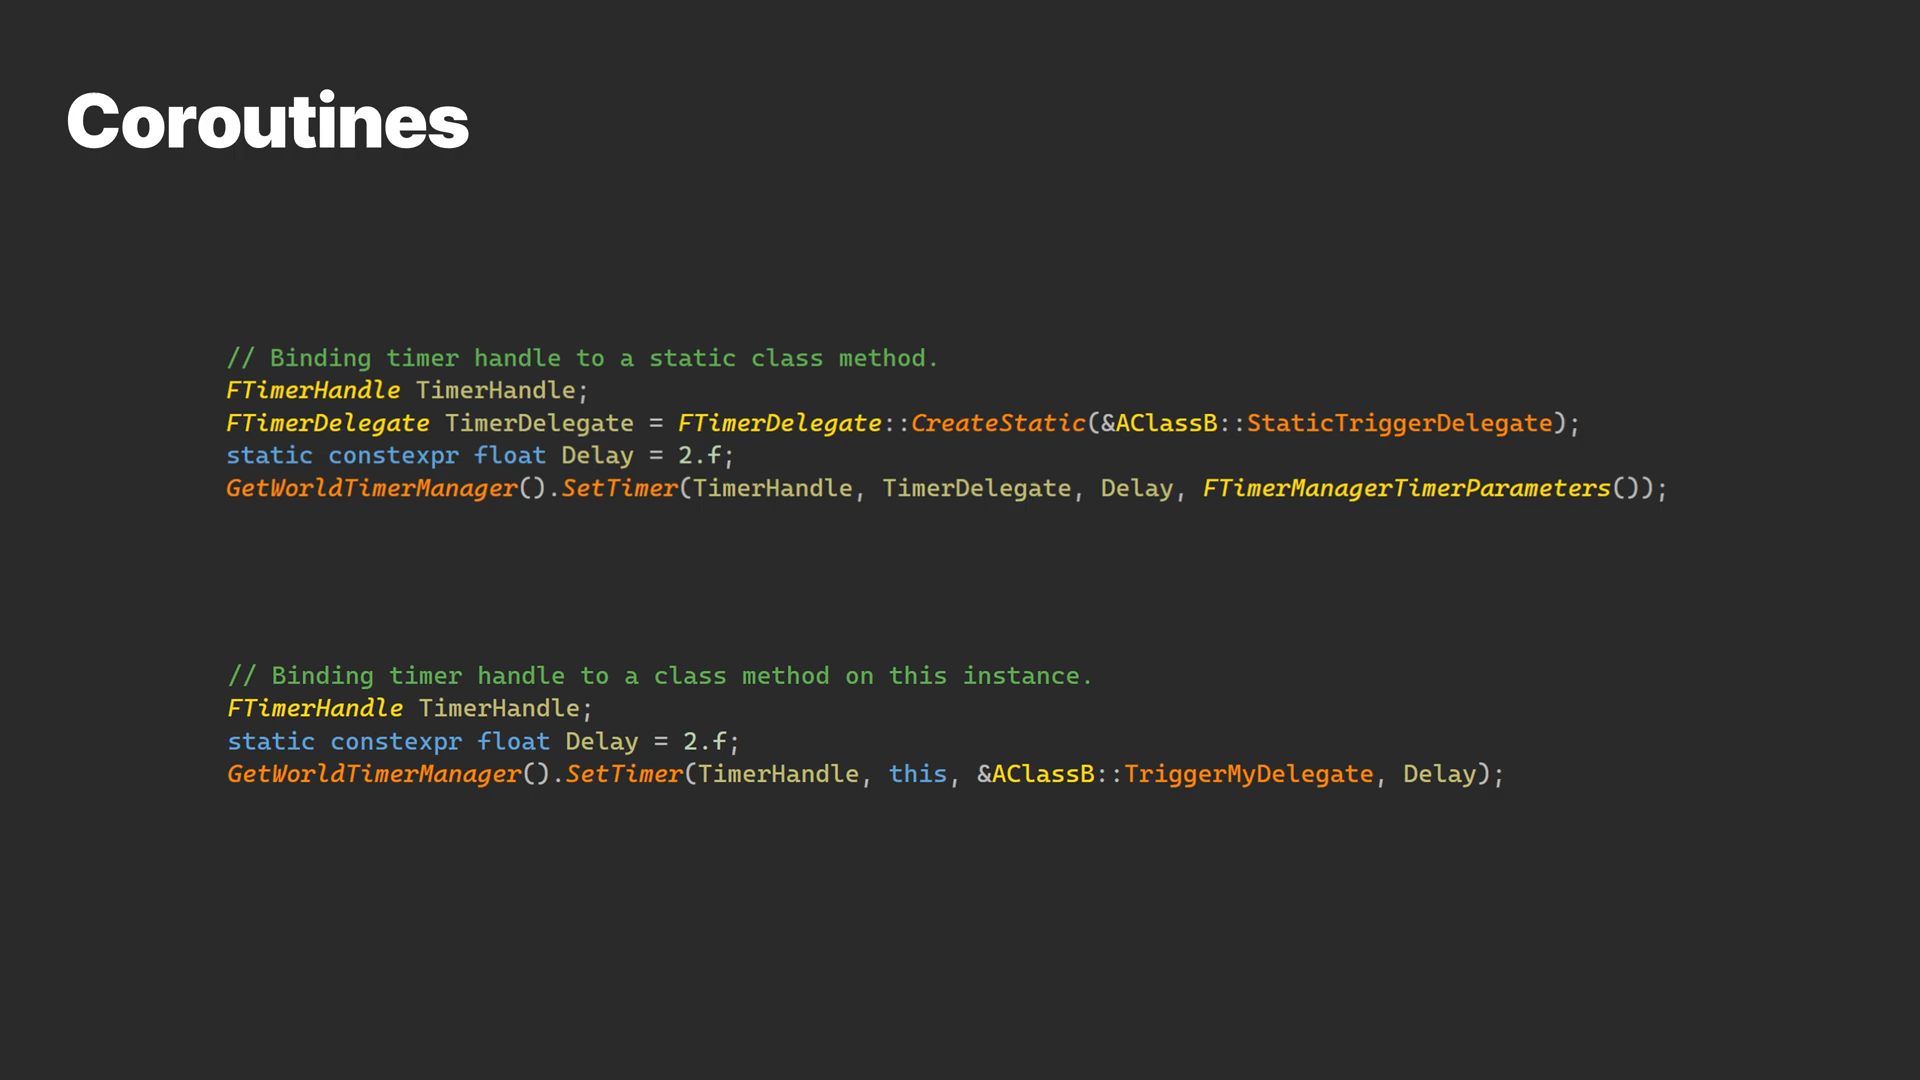 Coroutines
// Binding timer handle to a static class method.
FTimerHandle TimerHandle;
FTimerDelegate TimerDelegate = FTimerDelegate::CreateStatic(&AClassB::StaticTriggerDelegate);
static constexpr float Delay = 2.f;
GetWorldTimerManager().SetTimer(TimerHandle, TimerDelegate, Delay, FTimerManagerTimerParameters());
// Binding timer handle to a class method on this instance.
FTimerHandle TimerHandle;
static constexpr float Delay = 2.f;
GetWorldTimerManager().SetTimer(TimerHandle, this, &AClassB::TriggerMyDelegate, Delay);